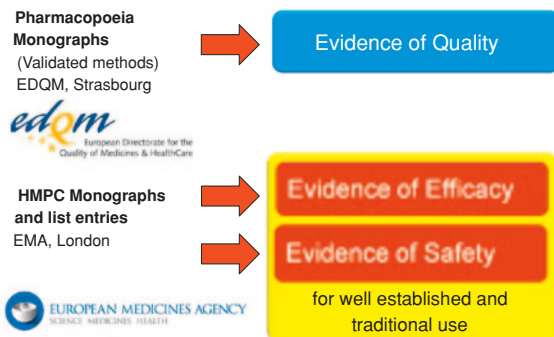 Pharmacopoeia
Monographs
(Validated methods)
EDQM, Strasbourg
Evidence of Quality
edQm
European Directorate for the
Quality of Medicines & HealthCare
HMPC Monographs
and list entries
EMA, London
Evidence of Efficacy
Evidence of Safety
for well established and
traditional use
EUROPEAN MEDICINES AGENCY
SCIENCE MEDICINES HEALTH